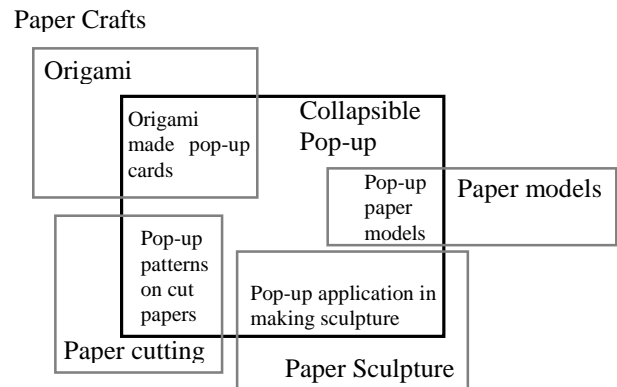 Paper Crafts
Origami
Collapsible
Pop-up
Origami
made pop-up
cards
Pop-up
paper
models
Paper models
Pop-up
patterns
on cut
papers
Pop-up application in
making sculpture
Paper cutting
Paper Sculpture